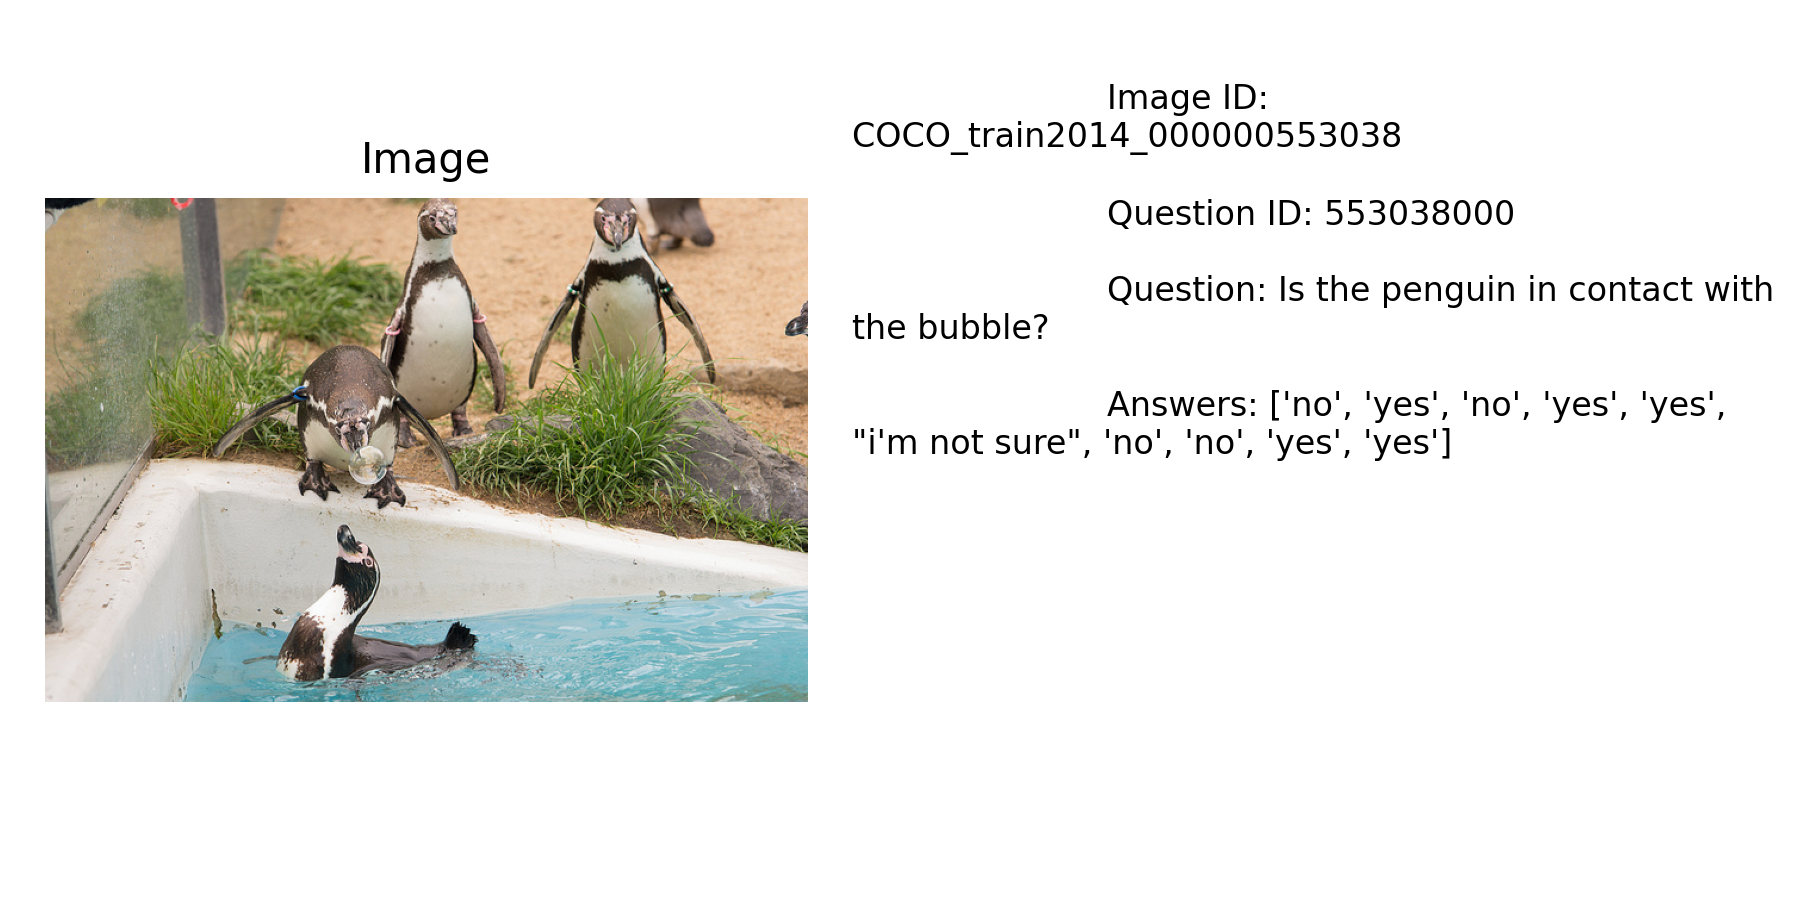 Image
Image ID:
COCO_train2014_000000553038
Question ID: 553038000
Question: Is the penguin in contact with
the bubble?
Answers: ['no', 'yes', 'no', 'yes', 'yes',
"i'm not sure", 'no', 'no', 'yes', 'yes']